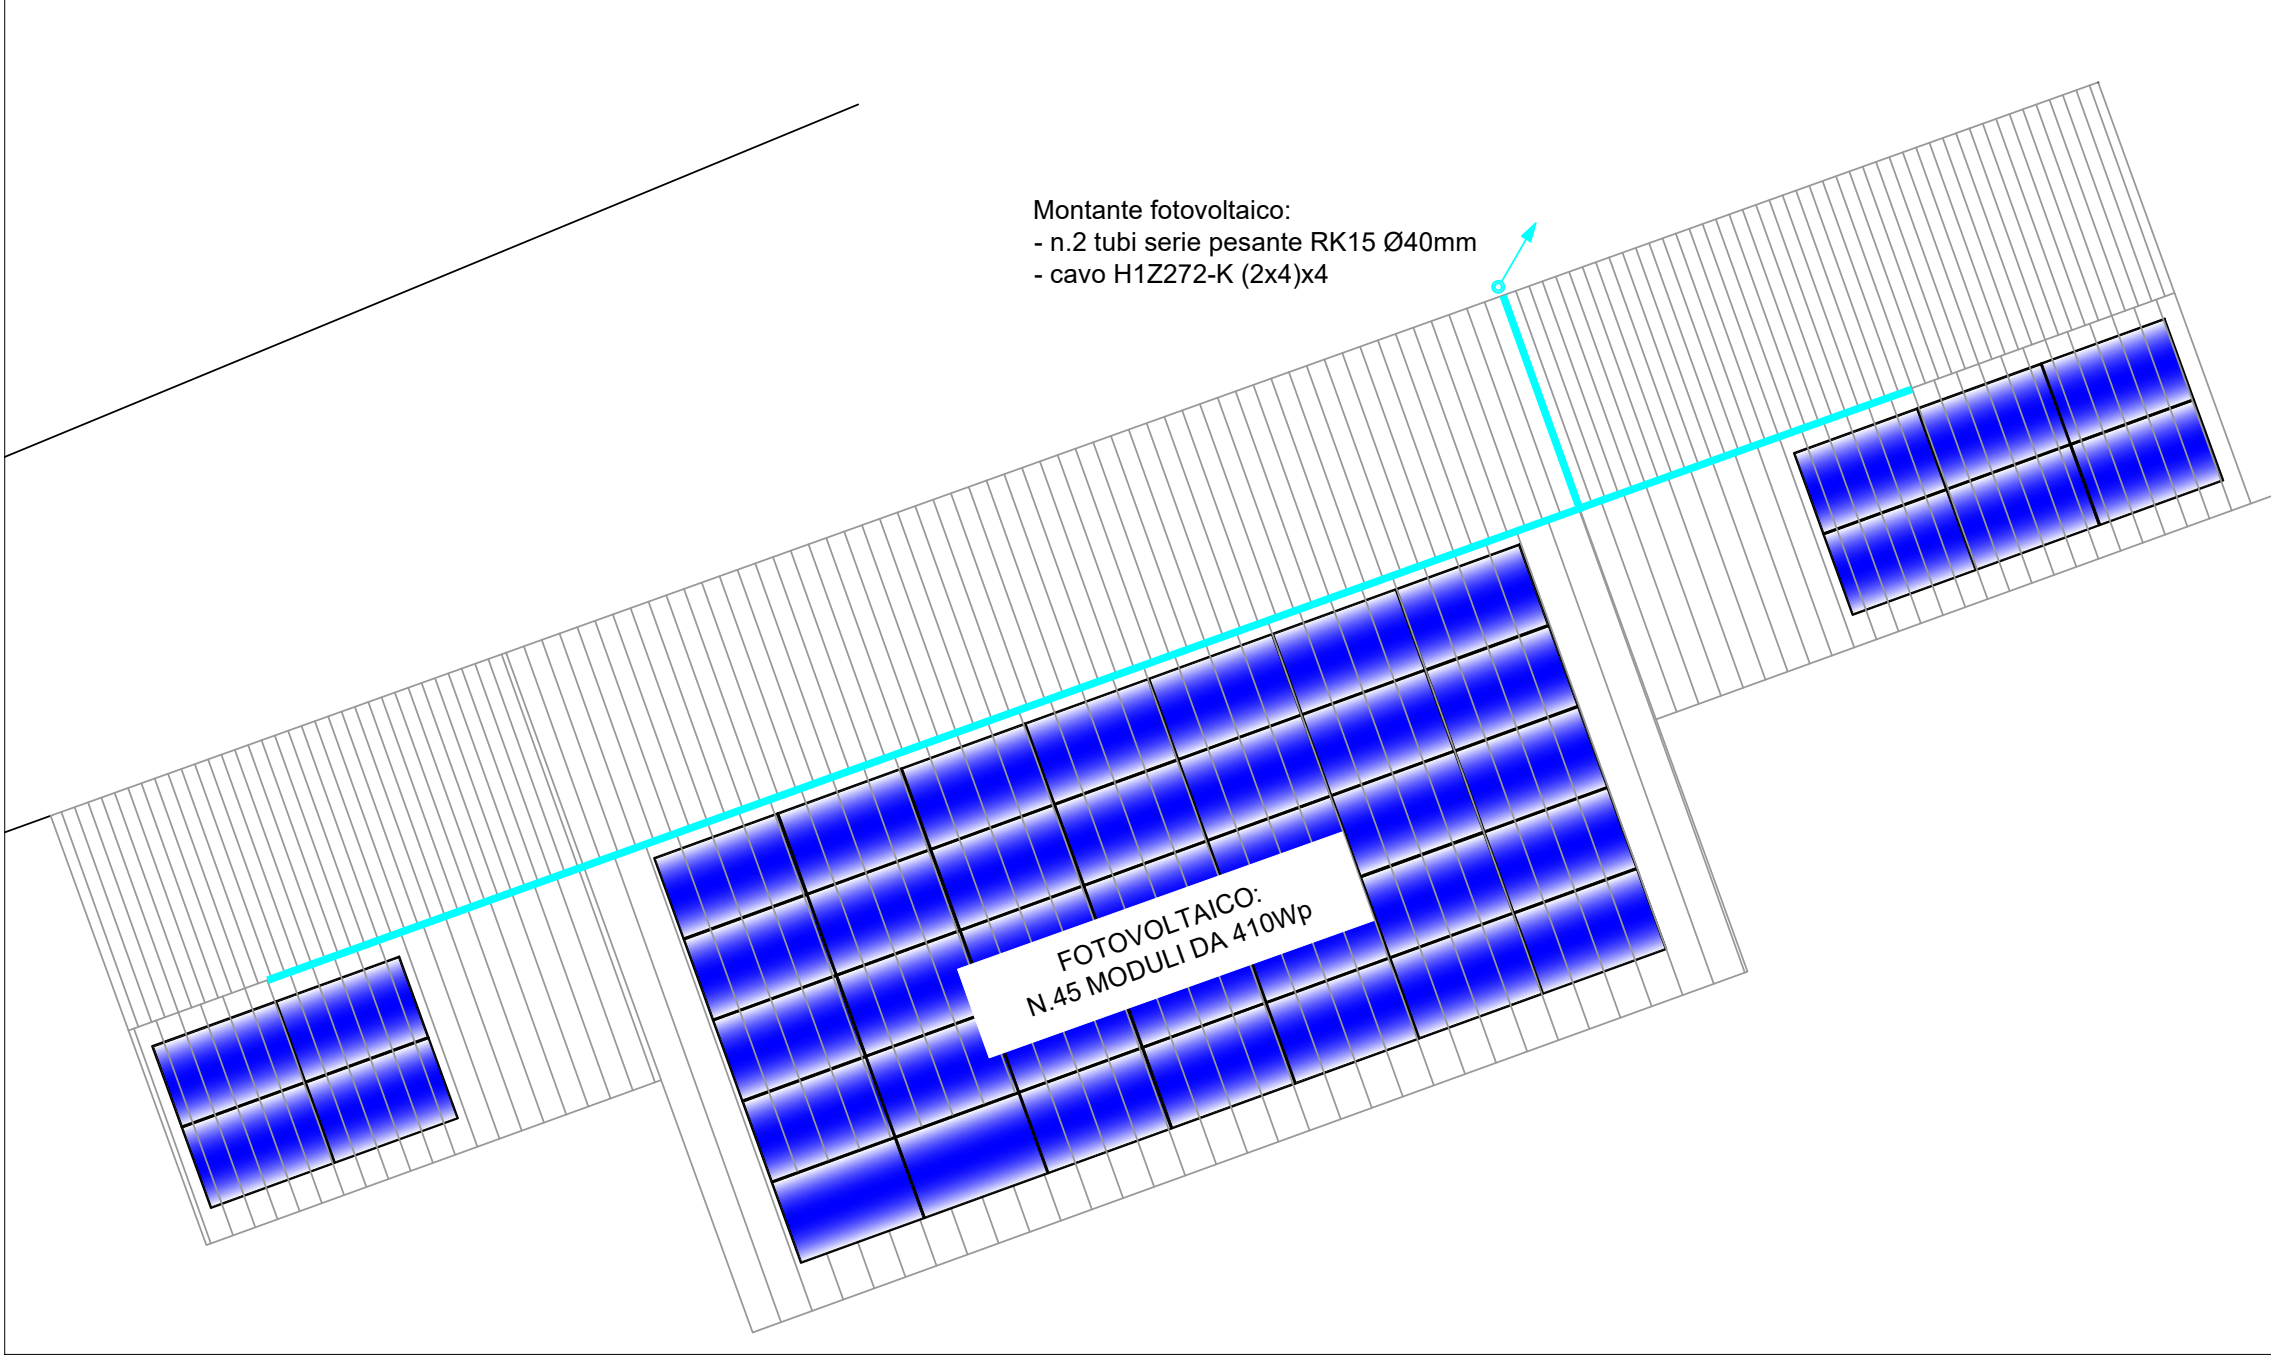 Montante fotovoltaico:
- n.2 tubi serie pesante RK15 Ø40mm
- cavo H1Z272-K (2x4)x4
FOTOVOLTAICO:
N.45 MODULI DA 410Wp